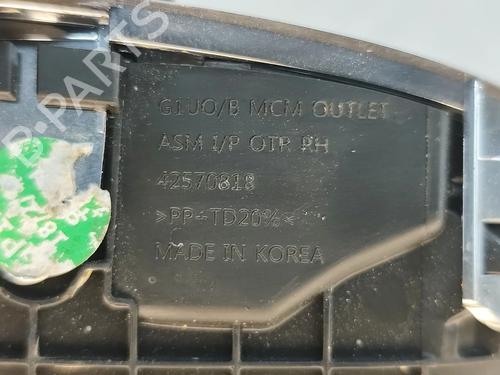 G1UO/B MCM OUTLET
ASM I/P OTR RH
42570818
>PP-TD20%<
MADE IN KOREA
B-PARTS